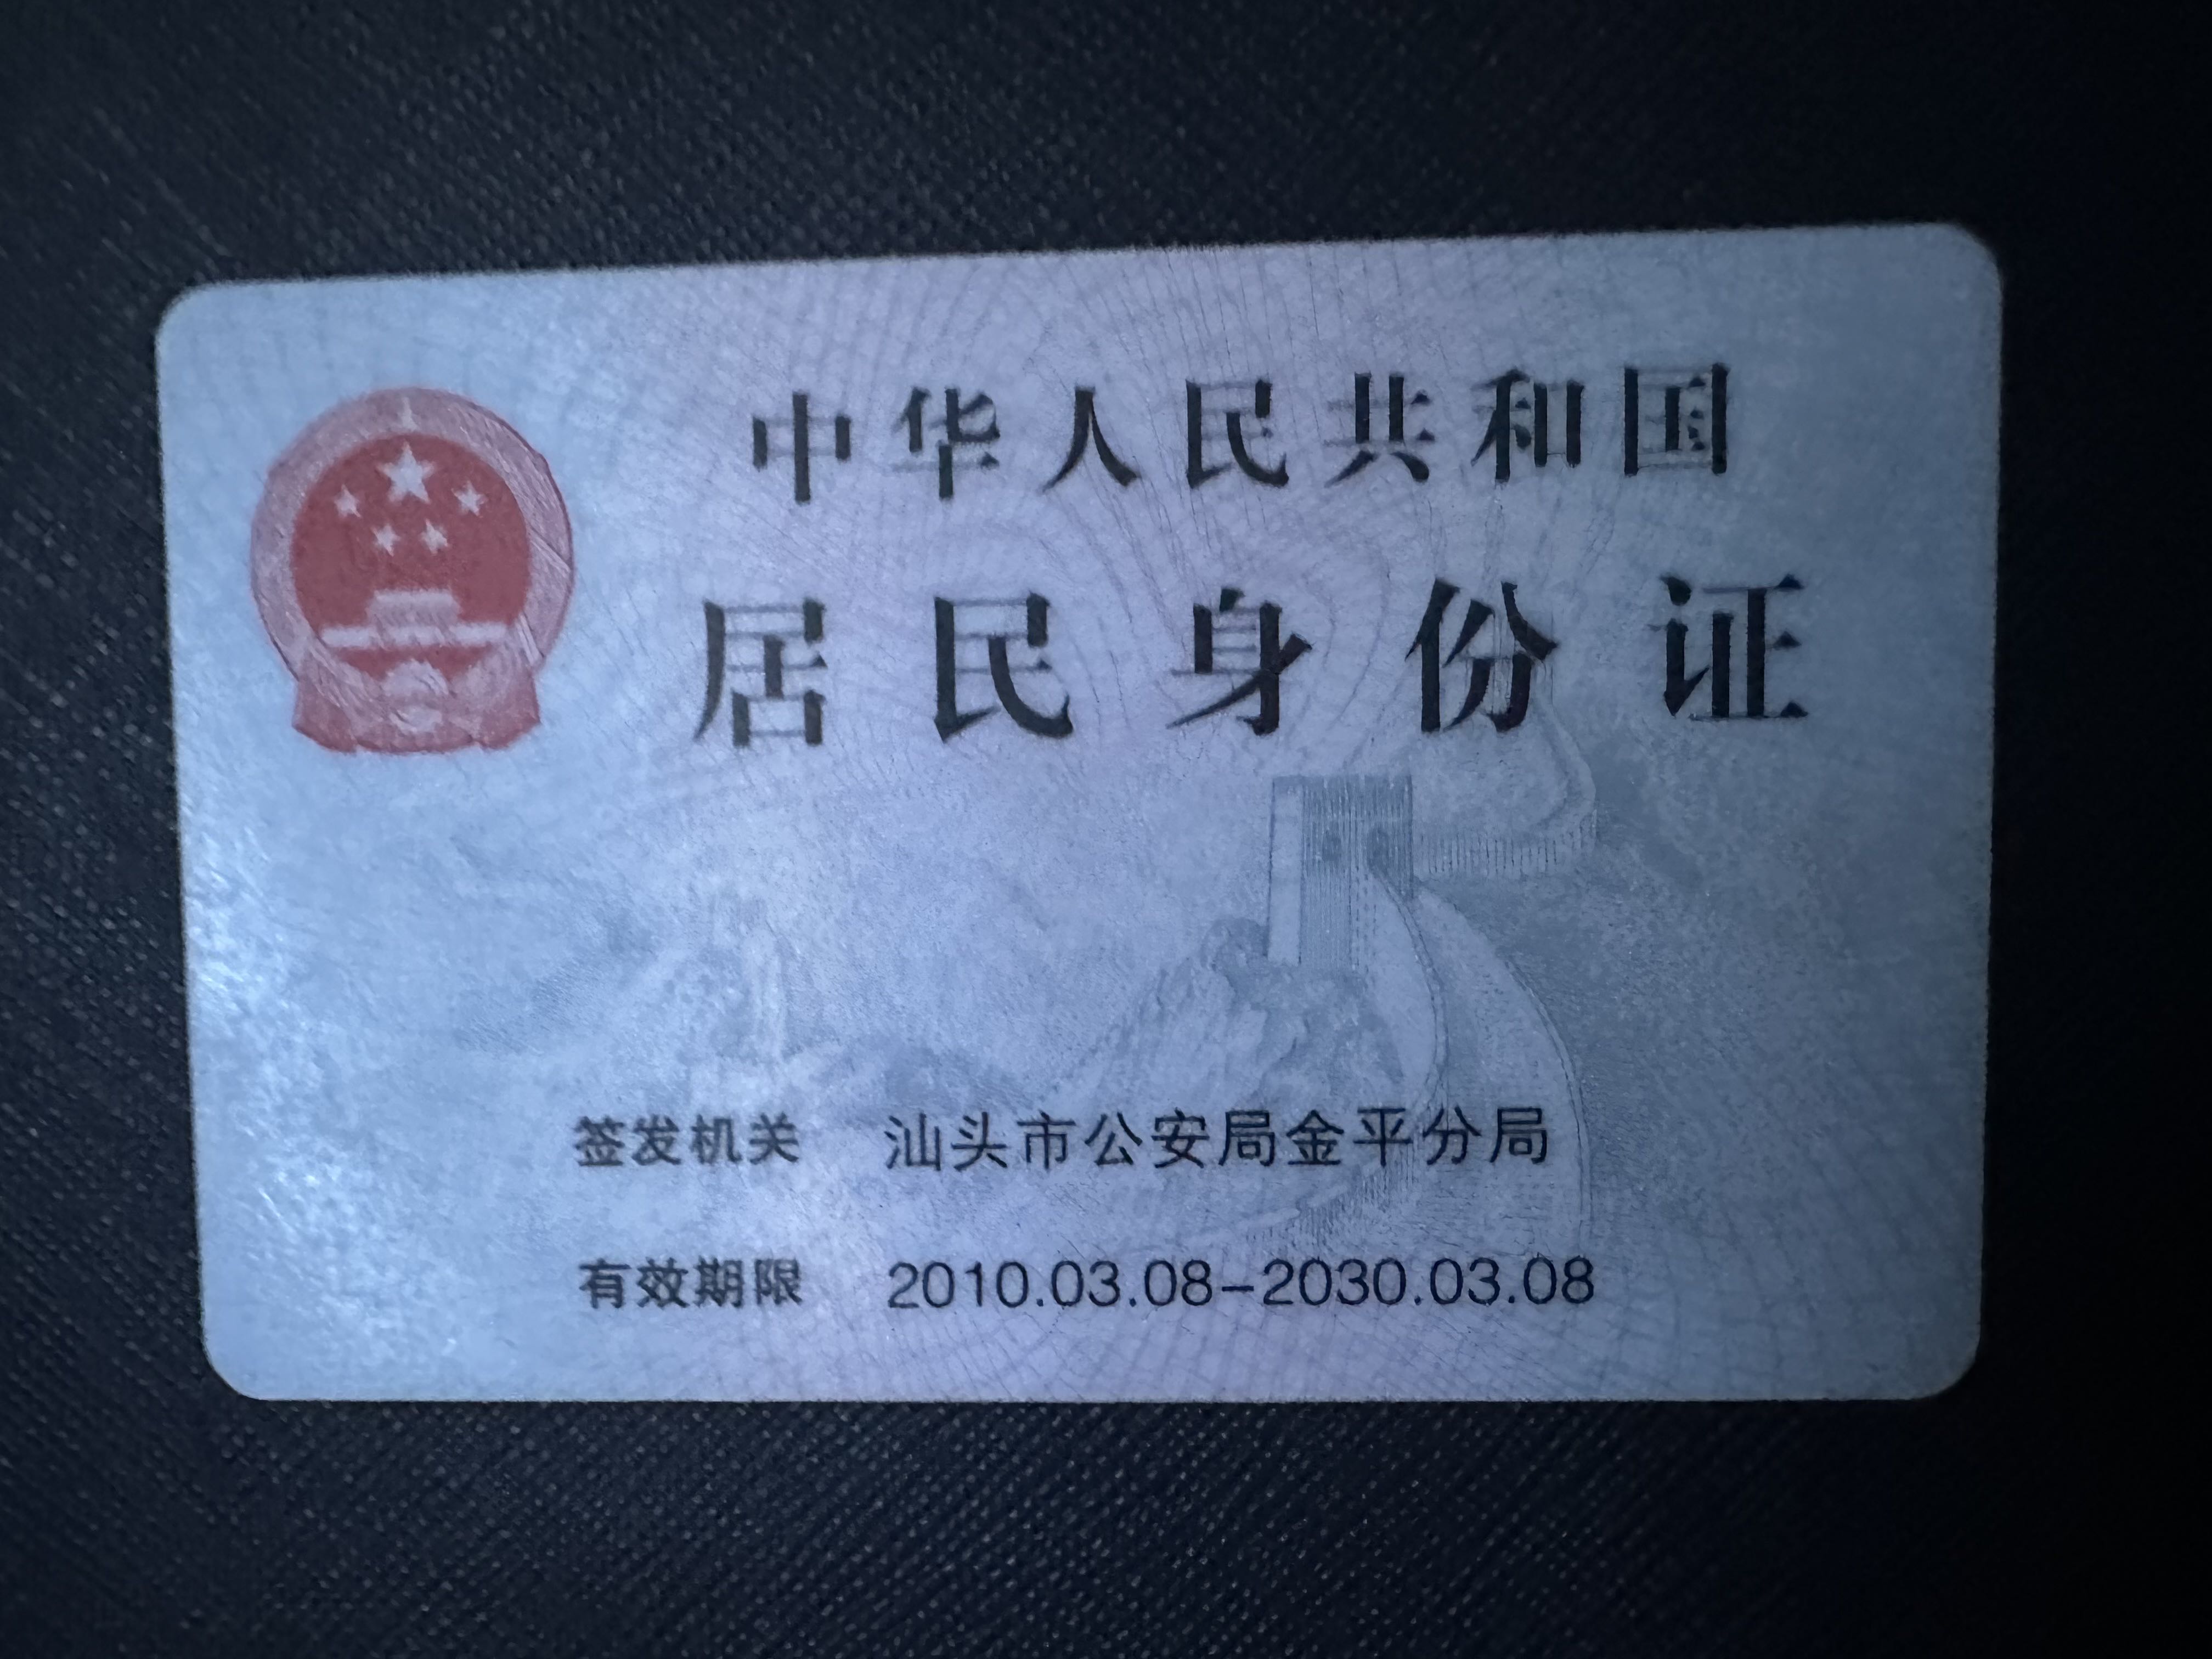 中华人民共和国
居民身份证
签发机关 汕头市公安局金平分局
有效期限 2010.03.08-2030.03.08